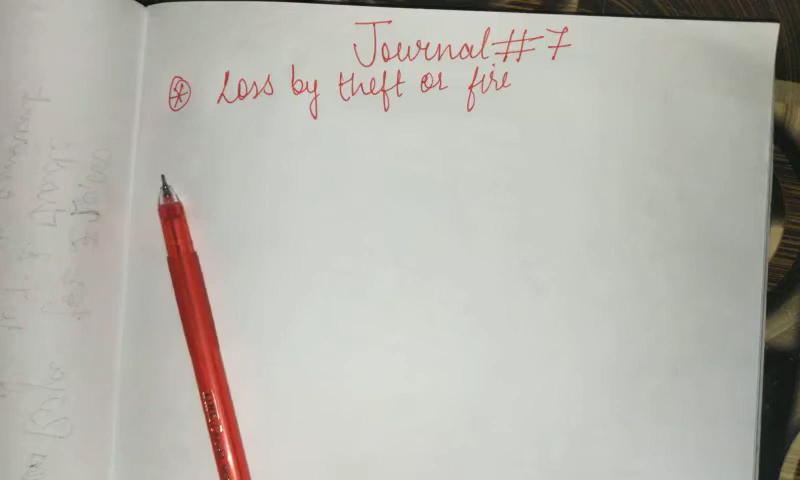 Journal #7
⊛ Loss by theft or fire